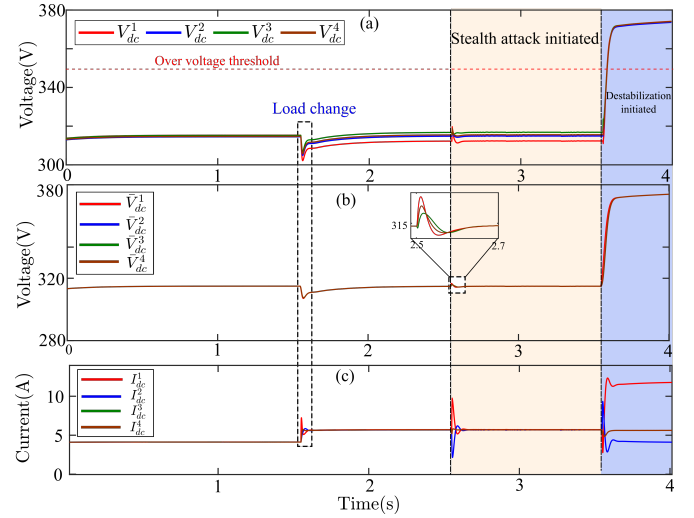 380
(a)
V_dc^1 V_dc^2 V_dc^3 V_dc^4
Stealth attack initiated
350
Over voltage threshold
Destabilization
initiated
Load change
320
300
Voltage(V)
0 1 2 3 4
380
(b)
V̄_dc^1
V̄_dc^2
V̄_dc^3
V̄_dc^4
315
2.5 2.7
320
280
Voltage(V)
0 1 2 3 4
(c)
I_dc^1
I_dc^2
I_dc^3
I_dc^4
10
5
0
Current(A)
0 1 2 3 4
Time(s)